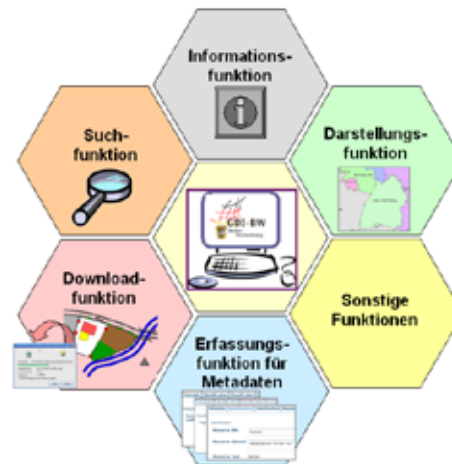 Informations-
funktion
Such-
funktion
Darstellungs-
funktion
GDI-BW
Download-
funktion
Sonstige
Funktionen
Erfassungs-
funktion für
Metadaten